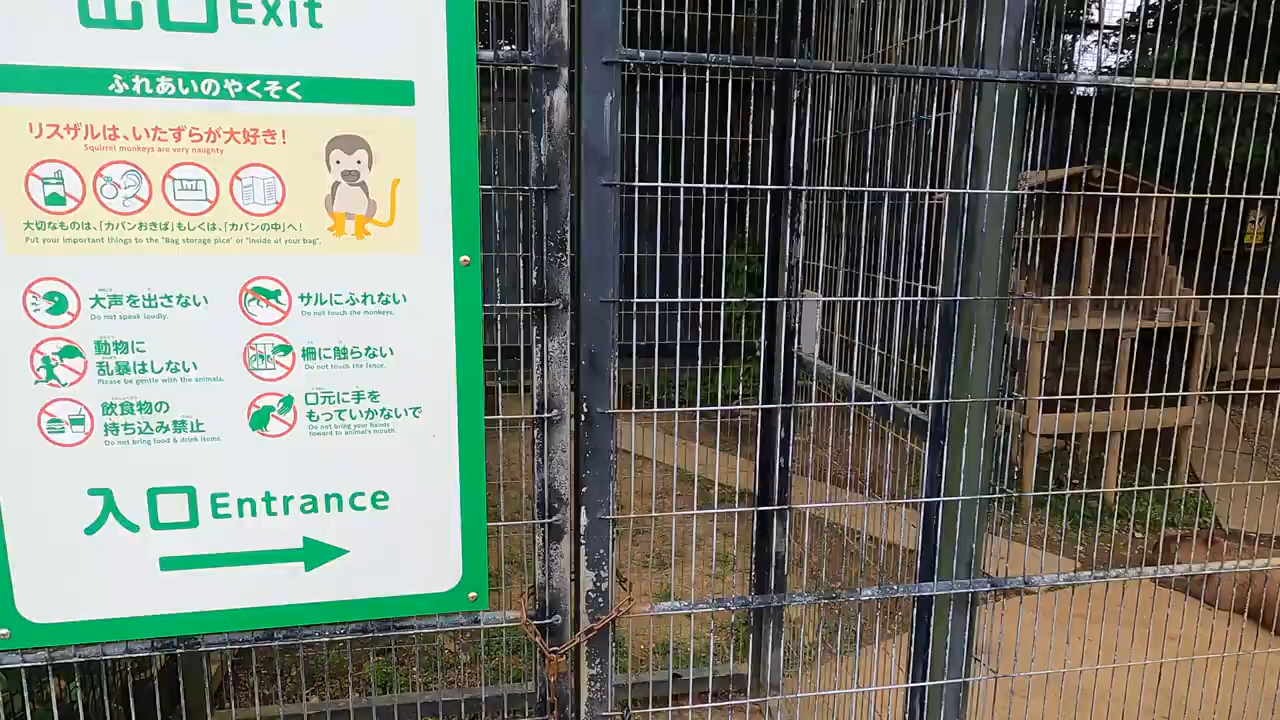 出口 Exit
ふれあいのやくそく
リスザルは、いたずらが大好き！
Squirrel monkeys are very naughty
大切なものは、「カバンおきば」もしくは、「カバンの中」へ！
Put your important things to the "Bag storage plce" or "inside of your bag".
大声を出さない
Do not speak loudly.
サルにふれない
Do not touch the monkeys.
動物に
乱暴はしない
Please be gentle with the animals.
柵に触らない
Do not touch the fence.
飲食物の
持ち込み禁止
Do not bring food & drink items.
口元に手を
もっていかないで
Do not bring your hands
toward to animal's mouth.
入口 Entrance